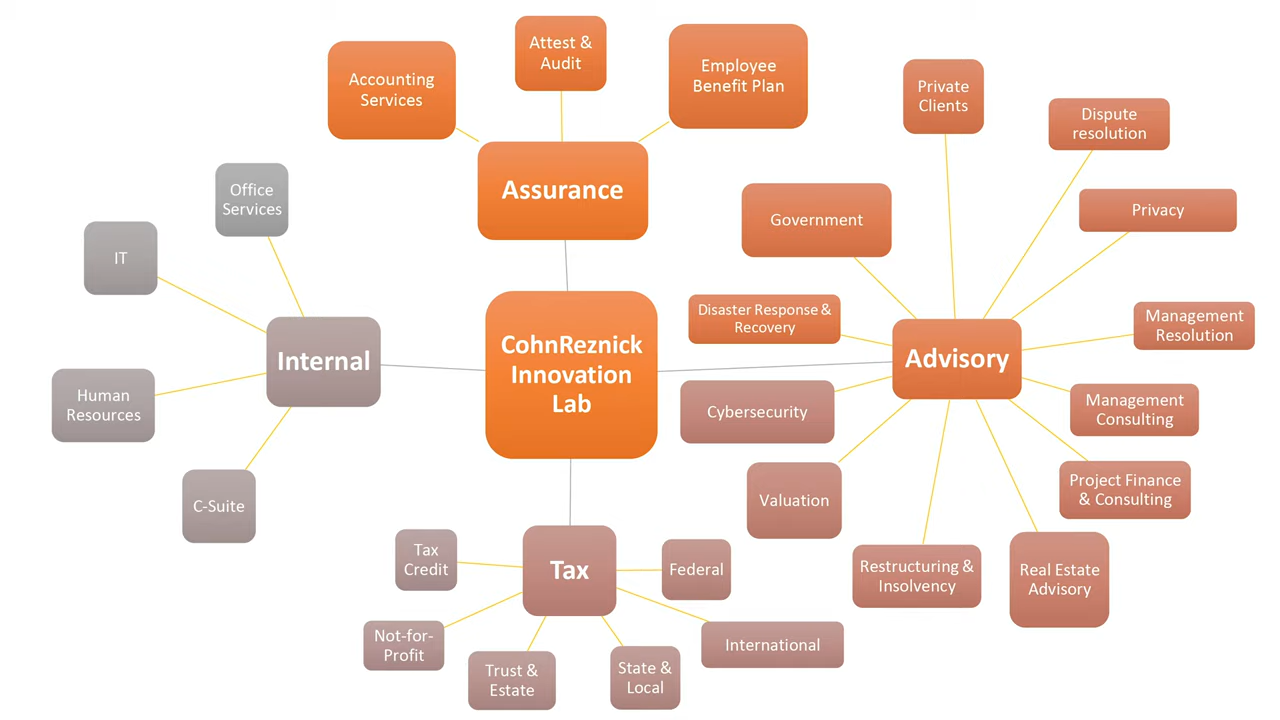 Attest &
Audit
Accounting
Services
Employee
Benefit Plan
Assurance
Private
Clients
Dispute
resolution
Privacy
Government
Management
Resolution
Disaster Response &
Recovery
Advisory
Management
Consulting
Cybersecurity
Project Finance
& Consulting
Valuation
Restructuring &
Insolvency
Real Estate
Advisory
Office
Services
IT
Internal
Human
Resources
C-Suite
CohnReznick
Innovation
Lab
Tax
Credit
Tax
Federal
Not-for-
Profit
Trust &
Estate
State &
Local
International